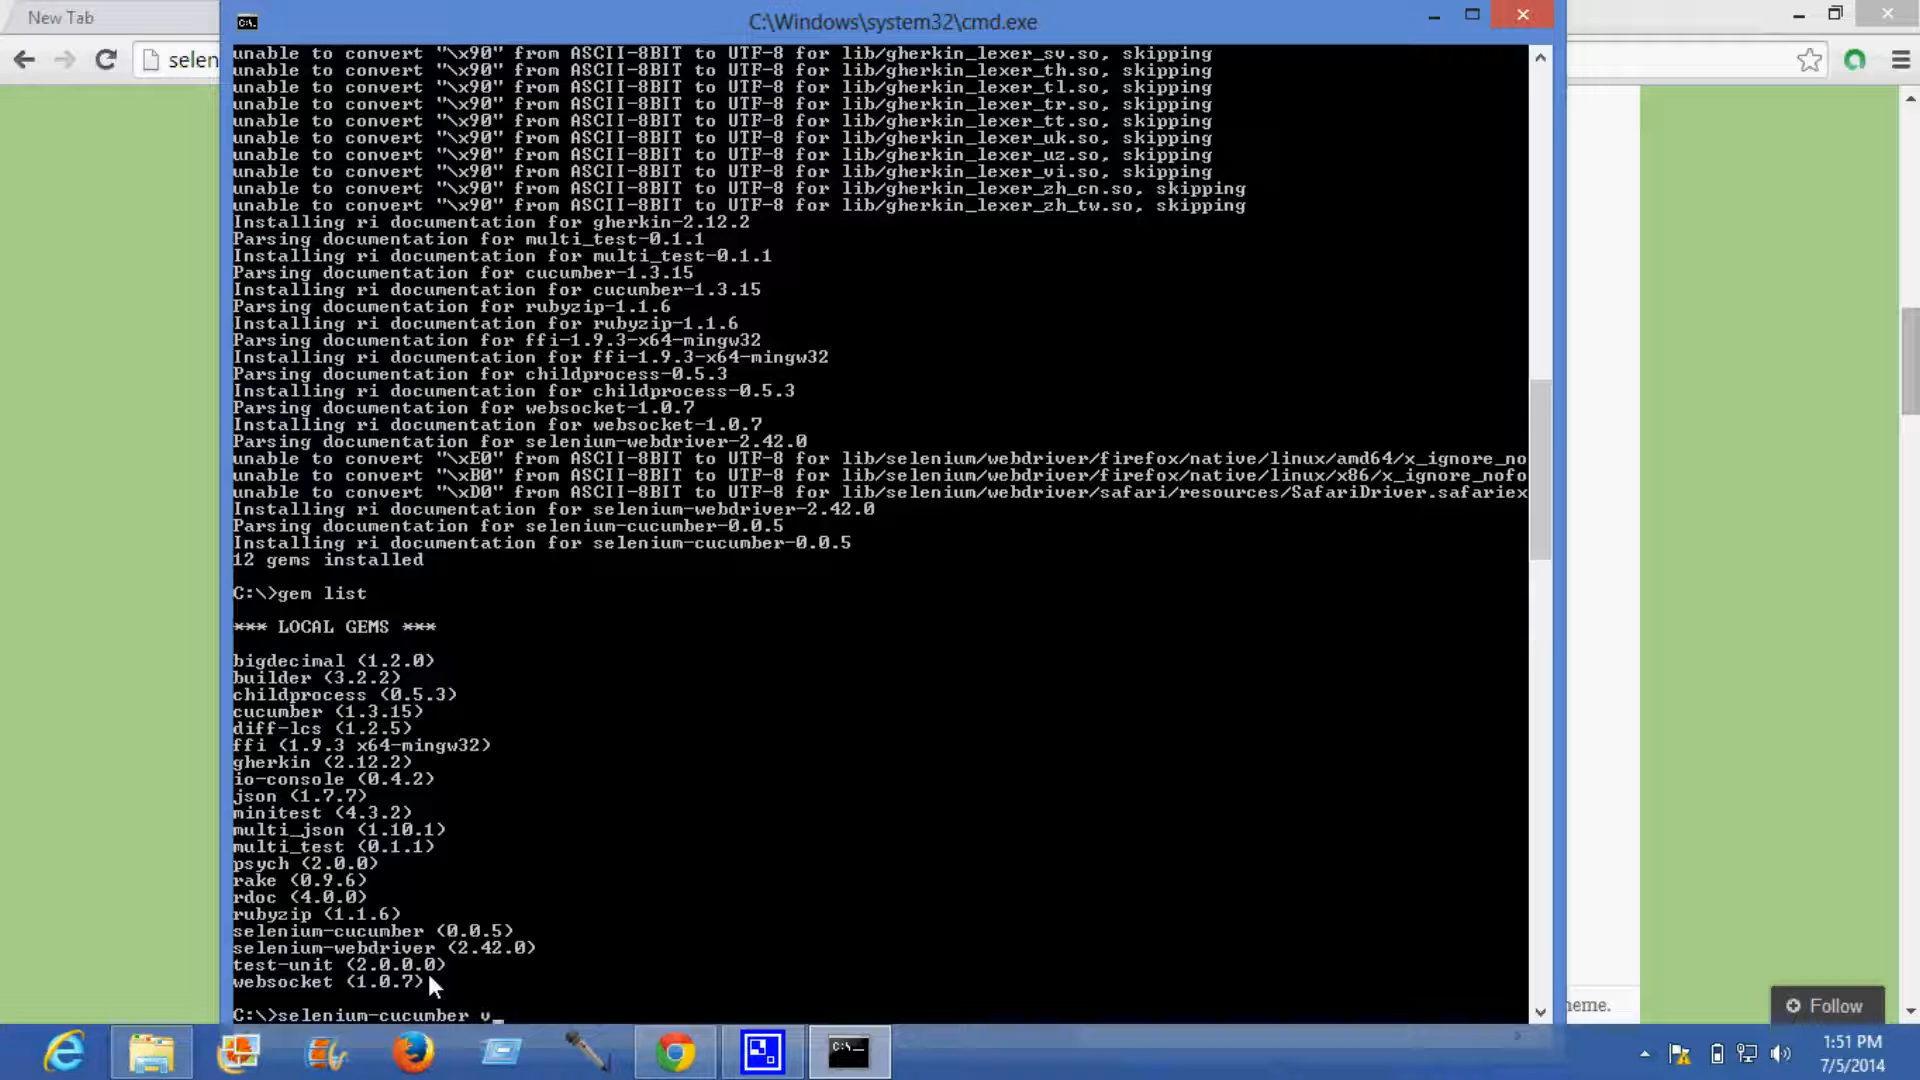 New Tab
C:\Windows\system32\cmd.exe
selen
unable to convert "\x90" from ASCII-8BIT to UTF-8 for lib/gherkin_lexer_sv.so, skipping
unable to convert "\x90" from ASCII-8BIT to UTF-8 for lib/gherkin_lexer_th.so, skipping
unable to convert "\x90" from ASCII-8BIT to UTF-8 for lib/gherkin_lexer_tl.so, skipping
unable to convert "\x90" from ASCII-8BIT to UTF-8 for lib/gherkin_lexer_tr.so, skipping
unable to convert "\x90" from ASCII-8BIT to UTF-8 for lib/gherkin_lexer_tt.so, skipping
unable to convert "\x90" from ASCII-8BIT to UTF-8 for lib/gherkin_lexer_uk.so, skipping
unable to convert "\x90" from ASCII-8BIT to UTF-8 for lib/gherkin_lexer_uz.so, skipping
unable to convert "\x90" from ASCII-8BIT to UTF-8 for lib/gherkin_lexer_vi.so, skipping
unable to convert "\x90" from ASCII-8BIT to UTF-8 for lib/gherkin_lexer_zh_cn.so, skipping
unable to convert "\x90" from ASCII-8BIT to UTF-8 for lib/gherkin_lexer_zh_tw.so, skipping
Installing ri documentation for gherkin-2.12.2
Parsing documentation for multi_test-0.1.1
Installing ri documentation for multi_test-0.1.1
Parsing documentation for cucumber-1.3.15
Installing ri documentation for cucumber-1.3.15
Parsing documentation for rubyzip-1.1.6
Installing ri documentation for rubyzip-1.1.6
Parsing documentation for ffi-1.9.3-x64-mingw32
Installing ri documentation for ffi-1.9.3-x64-mingw32
Parsing documentation for childprocess-0.5.3
Installing ri documentation for childprocess-0.5.3
Parsing documentation for websocket-1.0.7
Installing ri documentation for websocket-1.0.7
Parsing documentation for selenium-webdriver-2.42.0
unable to convert "\xE0" from ASCII-8BIT to UTF-8 for lib/selenium/webdriver/firefox/native/linux/amd64/x_ignore_no
unable to convert "\xB0" from ASCII-8BIT to UTF-8 for lib/selenium/webdriver/firefox/native/linux/x86/x_ignore_nofo
unable to convert "\xD0" from ASCII-8BIT to UTF-8 for lib/selenium/webdriver/safari/resources/SafariDriver.safariex
Installing ri documentation for selenium-webdriver-2.42.0
Parsing documentation for selenium-cucumber-0.0.5
Installing ri documentation for selenium-cucumber-0.0.5
12 gems installed
C:\>gem list
*** LOCAL GEMS ***
bigdecimal (1.2.0)
builder (3.2.2)
childprocess (0.5.3)
cucumber (1.3.15)
diff-lcs (1.2.5)
ffi (1.9.3 x64-mingw32)
gherkin (2.12.2)
io-console (0.4.2)
json (1.7.7)
minitest (4.3.2)
multi_json (1.10.1)
multi_test (0.1.1)
psych (2.0.0)
rake (0.9.6)
rdoc (4.0.0)
rubyzip (1.1.6)
selenium-cucumber (0.0.5)
selenium-webdriver (2.42.0)
test-unit (2.0.0.0)
websocket (1.0.7)
C:\>selenium-cucumber v_
heme.
Follow
1:51 PM
7/5/2014